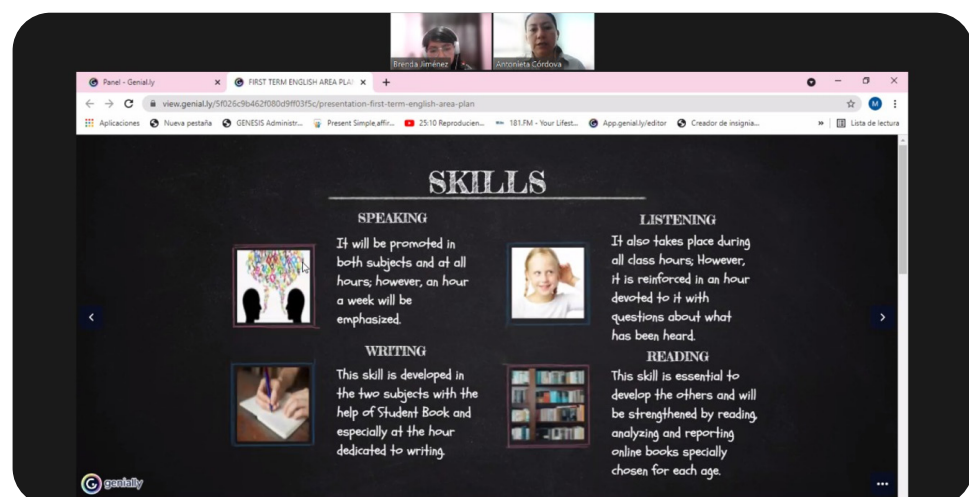 Brenda Jiménez
Antonieta Córdova
Panel - Genial.ly
FIRST TERM ENGLISH AREA PLA
view.genial.ly/5f026c9b462f080d9ff03f5c/presentation-first-term-english-area-plan
M
Aplicaciones
Nueva pestaña
GENESIS Administr...
Present Simple,affir...
25:10 Reproducien...
181.FM - Your Lifest...
App.genial.ly/editor
Creador de insignia...
»
Lista de lectura
SKILLS
SPEAKING
It will be promoted in
both subjects and at all
hours; however, an hour
a week will be
emphasized.
LISTENING
It also takes place during
all class hours; However,
it is reinforced in an hour
devoted to it with
questions about what
has been heard.
WRITING
This skill is developed in
the two subjects with the
help of Student Book and
especially at the hour
dedicated to writing.
READING
This skill is essential to
develop the others and will
be strengthened by reading,
analyzing and reporting
online books specially
chosen for each age.
genially